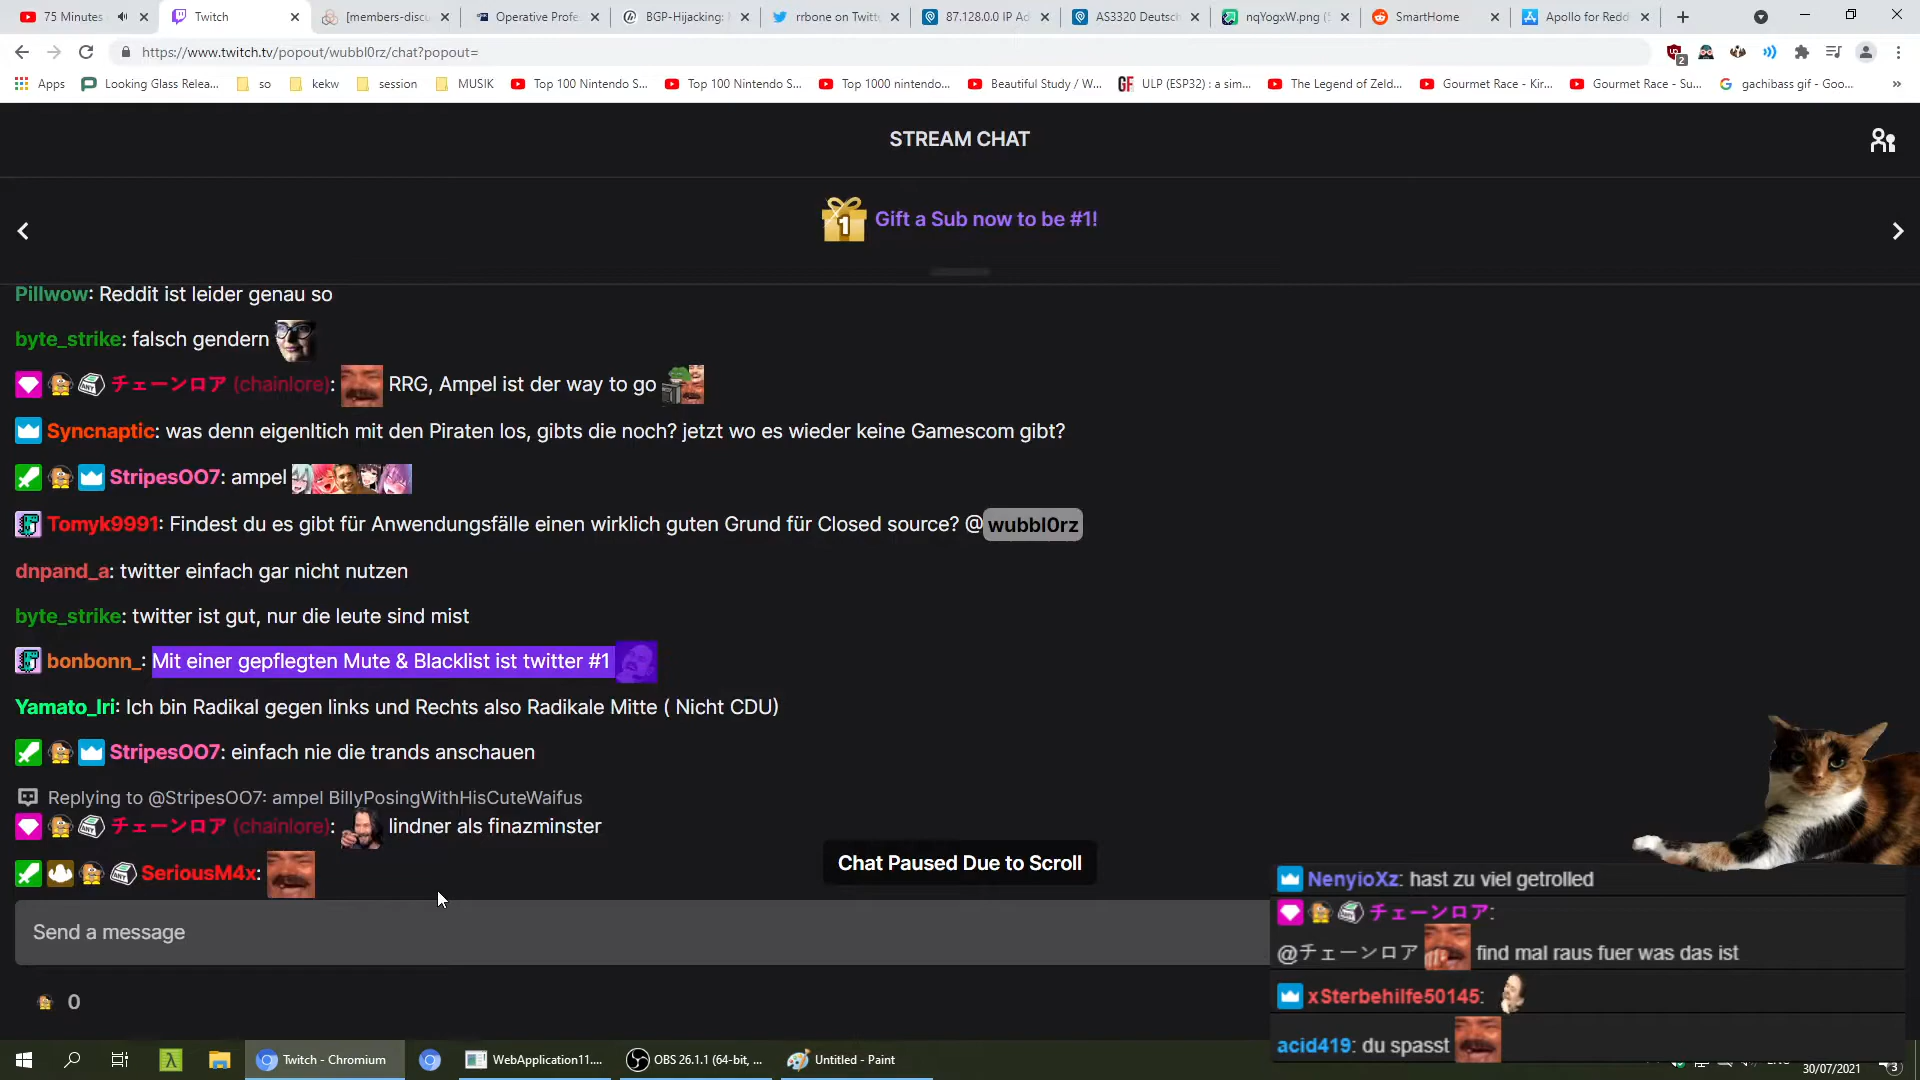 75 Minutes
Twitch
[members-discu
Operative Profe
BGP-Hijacking:
rrbone on Twitt
87.128.0.0 IP Ad
AS3320 Deutsch
nqYogxW.png (
SmartHome
Apollo for Redd
https://www.twitch.tv/popout/wubbl0rz/chat?popout=
2
Apps
Looking Glass Relea...
so
kekw
session
MUSIK
Top 100 Nintendo S...
Top 100 Nintendo S...
Top 1000 nintendo...
Beautiful Study / W...
GF ULP (ESP32) : a sim...
The Legend of Zeld...
Gourmet Race - Kir...
Gourmet Race - Su...
gachibass gif - Goo...
»
STREAM CHAT
1 Gift a Sub now to be #1!
Pillwow: Reddit ist leider genau so
byte_strike: falsch gendern
チェーンロア (chainlore): RRG, Ampel ist der way to go
Syncnaptic: was denn eigenltich mit den Piraten los, gibts die noch? jetzt wo es wieder keine Gamescom gibt?
StripesOO7: ampel
Tomyk9991: Findest du es gibt für Anwendungsfälle einen wirklich guten Grund für Closed source? @wubbl0rz
dnpand_a: twitter einfach gar nicht nutzen
byte_strike: twitter ist gut, nur die leute sind mist
bonbonn_: Mit einer gepflegten Mute & Blacklist ist twitter #1
Yamato_Iri: Ich bin Radikal gegen links und Rechts also Radikale Mitte ( Nicht CDU)
StripesOO7: einfach nie die trands anschauen
Replying to @StripesOO7: ampel BillyPosingWithHisCuteWaifus
チェーンロア (chainlore): lindner als finazminster
SeriousM4x:
Chat Paused Due to Scroll
Send a message
0
NenyioXz: hast zu viel getrolled
チェーンロア:
@チェーンロア find mal raus fuer was das ist
xSterbehilfe50145:
acid419: du spasst
Twitch - Chromium
WebApplication11....
OBS 26.1.1 (64-bit, ...
Untitled - Paint
30/07/2021
3